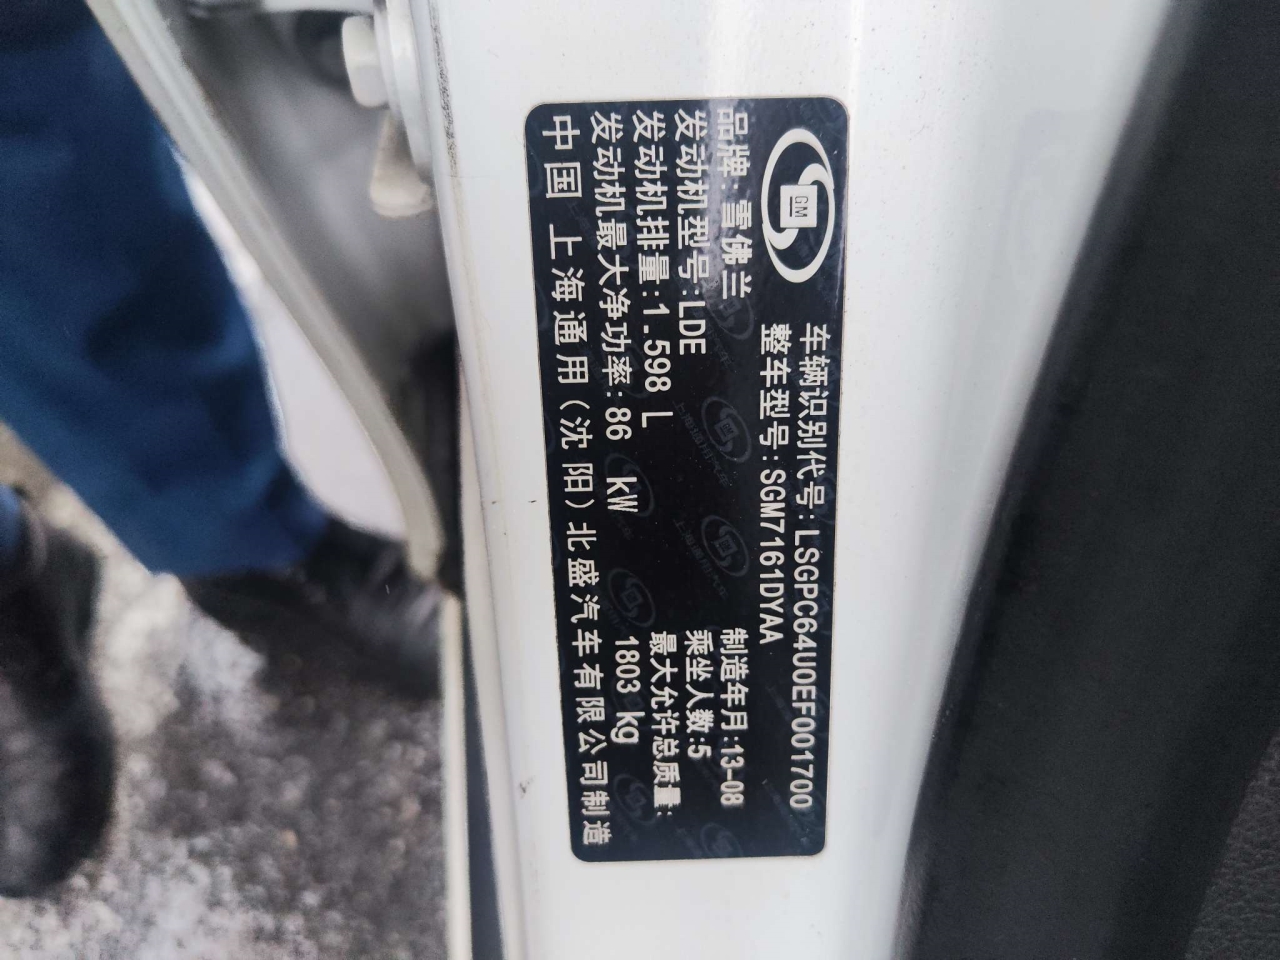 GM
车辆识别代号:LSGPC64U0EF001700
整车型号:SGM7161DYAA
品牌:雪佛兰
制造年月:13-08
发动机型号:LDE
乘坐人数:5
发动机排量:1.598 L
最大允许总质量:
发动机最大净功率:86 kW
1803 kg
中国 上海通用(沈阳)北盛汽车有限公司制造